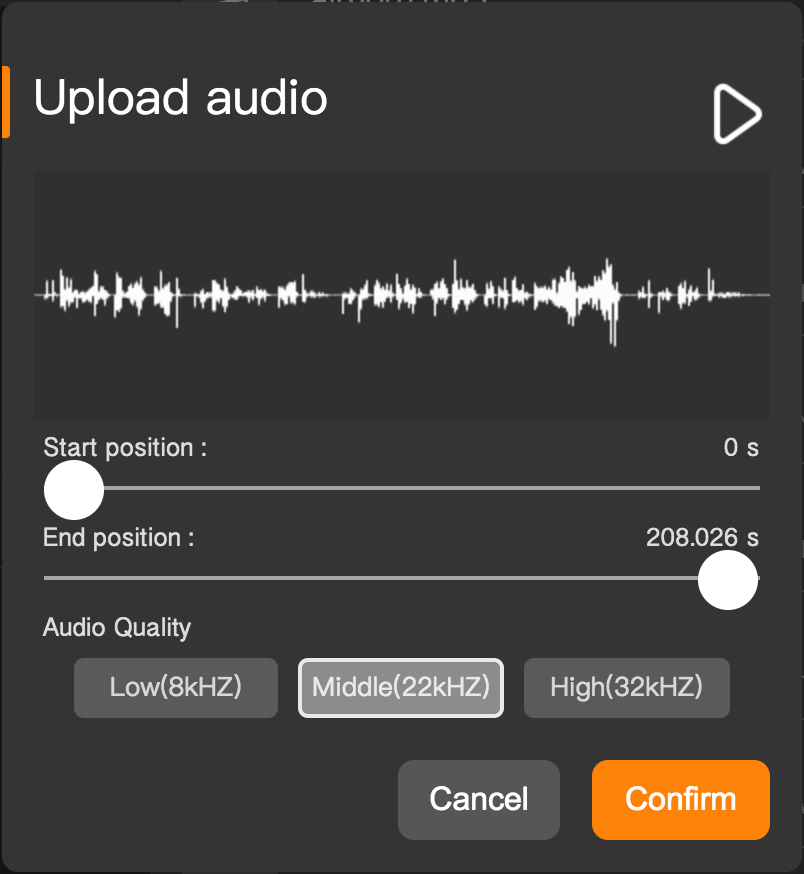 Upload audio
Start position : 0 s
End position : 208.026 s
Audio Quality
Low(8kHZ) Middle(22kHZ) High(32kHZ)
Cancel Confirm